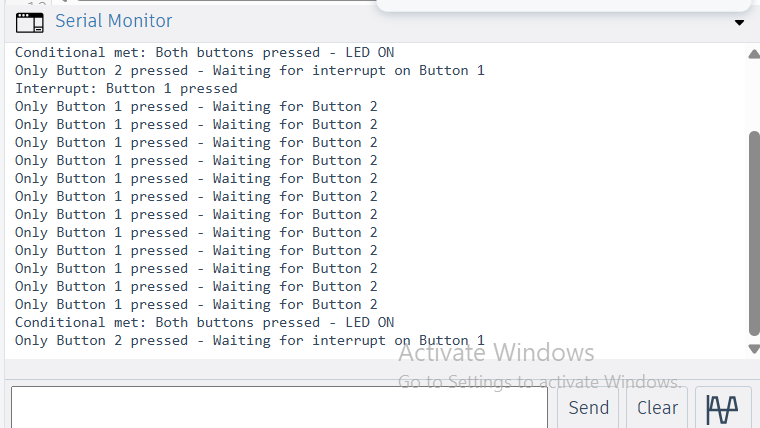 Serial Monitor
Conditional met: Both buttons pressed - LED ON
Only Button 2 pressed - Waiting for interrupt on Button 1
Interrupt: Button 1 pressed
Only Button 1 pressed - Waiting for Button 2
Only Button 1 pressed - Waiting for Button 2
Only Button 1 pressed - Waiting for Button 2
Only Button 1 pressed - Waiting for Button 2
Only Button 1 pressed - Waiting for Button 2
Only Button 1 pressed - Waiting for Button 2
Only Button 1 pressed - Waiting for Button 2
Only Button 1 pressed - Waiting for Button 2
Only Button 1 pressed - Waiting for Button 2
Only Button 1 pressed - Waiting for Button 2
Only Button 1 pressed - Waiting for Button 2
Only Button 1 pressed - Waiting for Button 2
Conditional met: Both buttons pressed - LED ON
Only Button 2 pressed - Waiting for interrupt on Button 1
Activate Windows
Go to Settings to activate Windows.
Send Clear